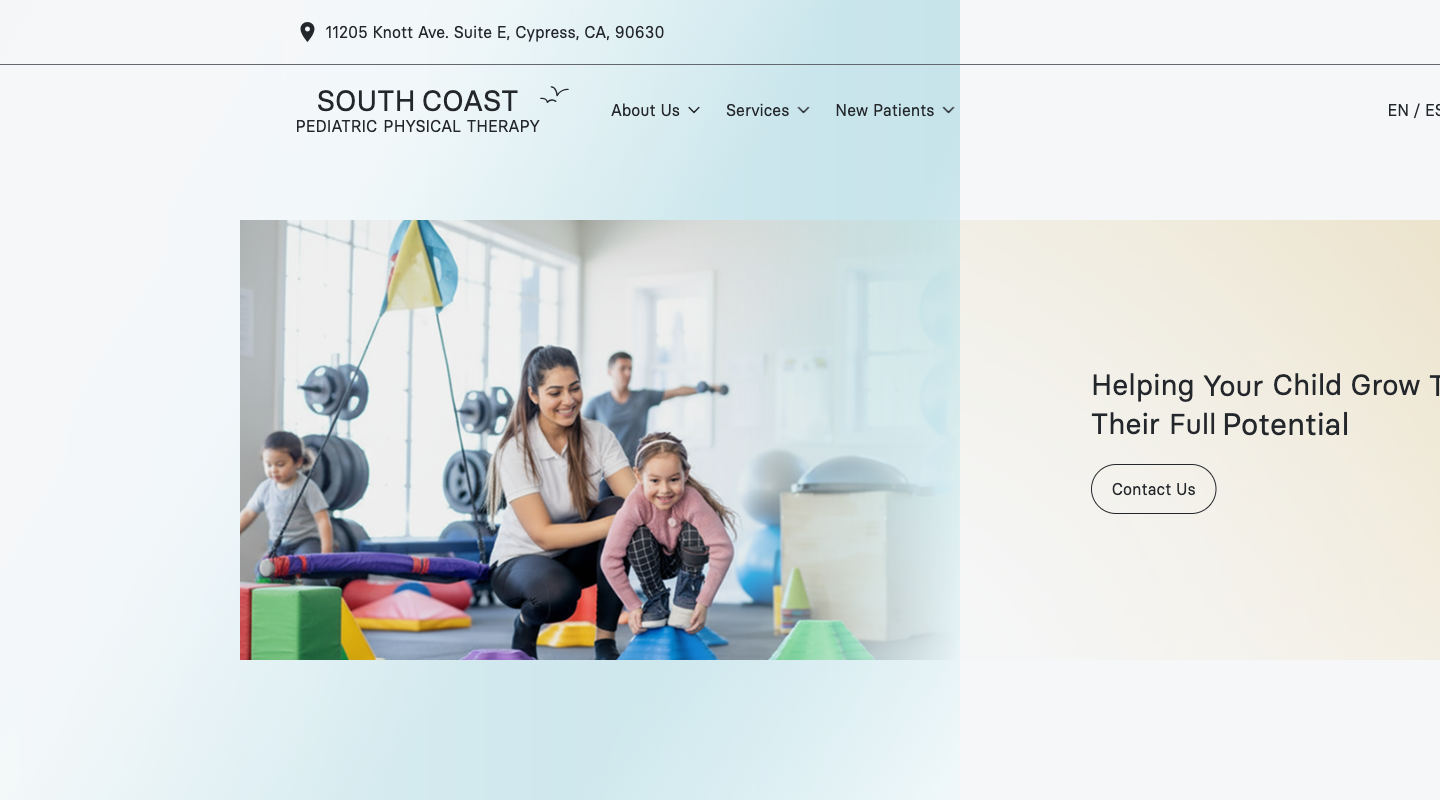 11205 Knott Ave. Suite E, Cypress, CA, 90630
SOUTH COAST
PEDIATRIC PHYSICAL THERAPY
About Us
Services
New Patients
EN / ES
Helping Your Child Grow T
Their Full Potential
Contact Us